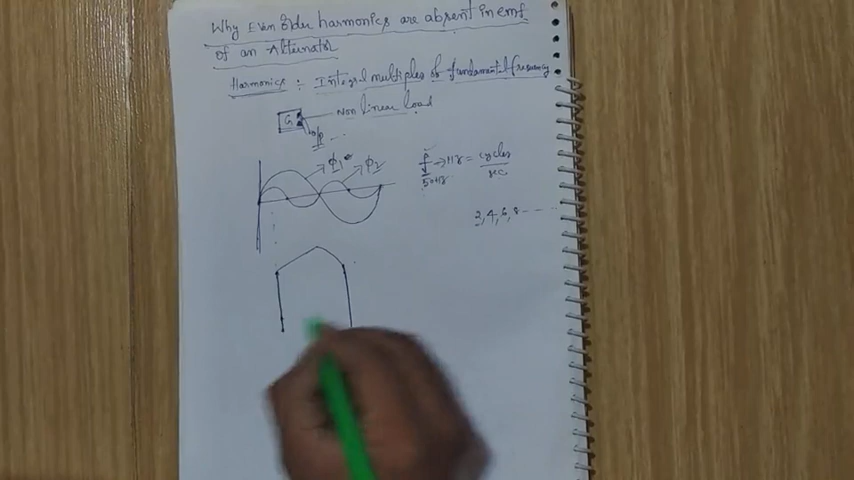 Why Even order harmonics are absent in emf
of an Alternator
Harmonics : Integral multiples of fundamental frequency
Non linear load
G
o/p
ϕ1 ϕ2
f → Hz = cycles/sec
50Hz
2,4,6,8 - - -